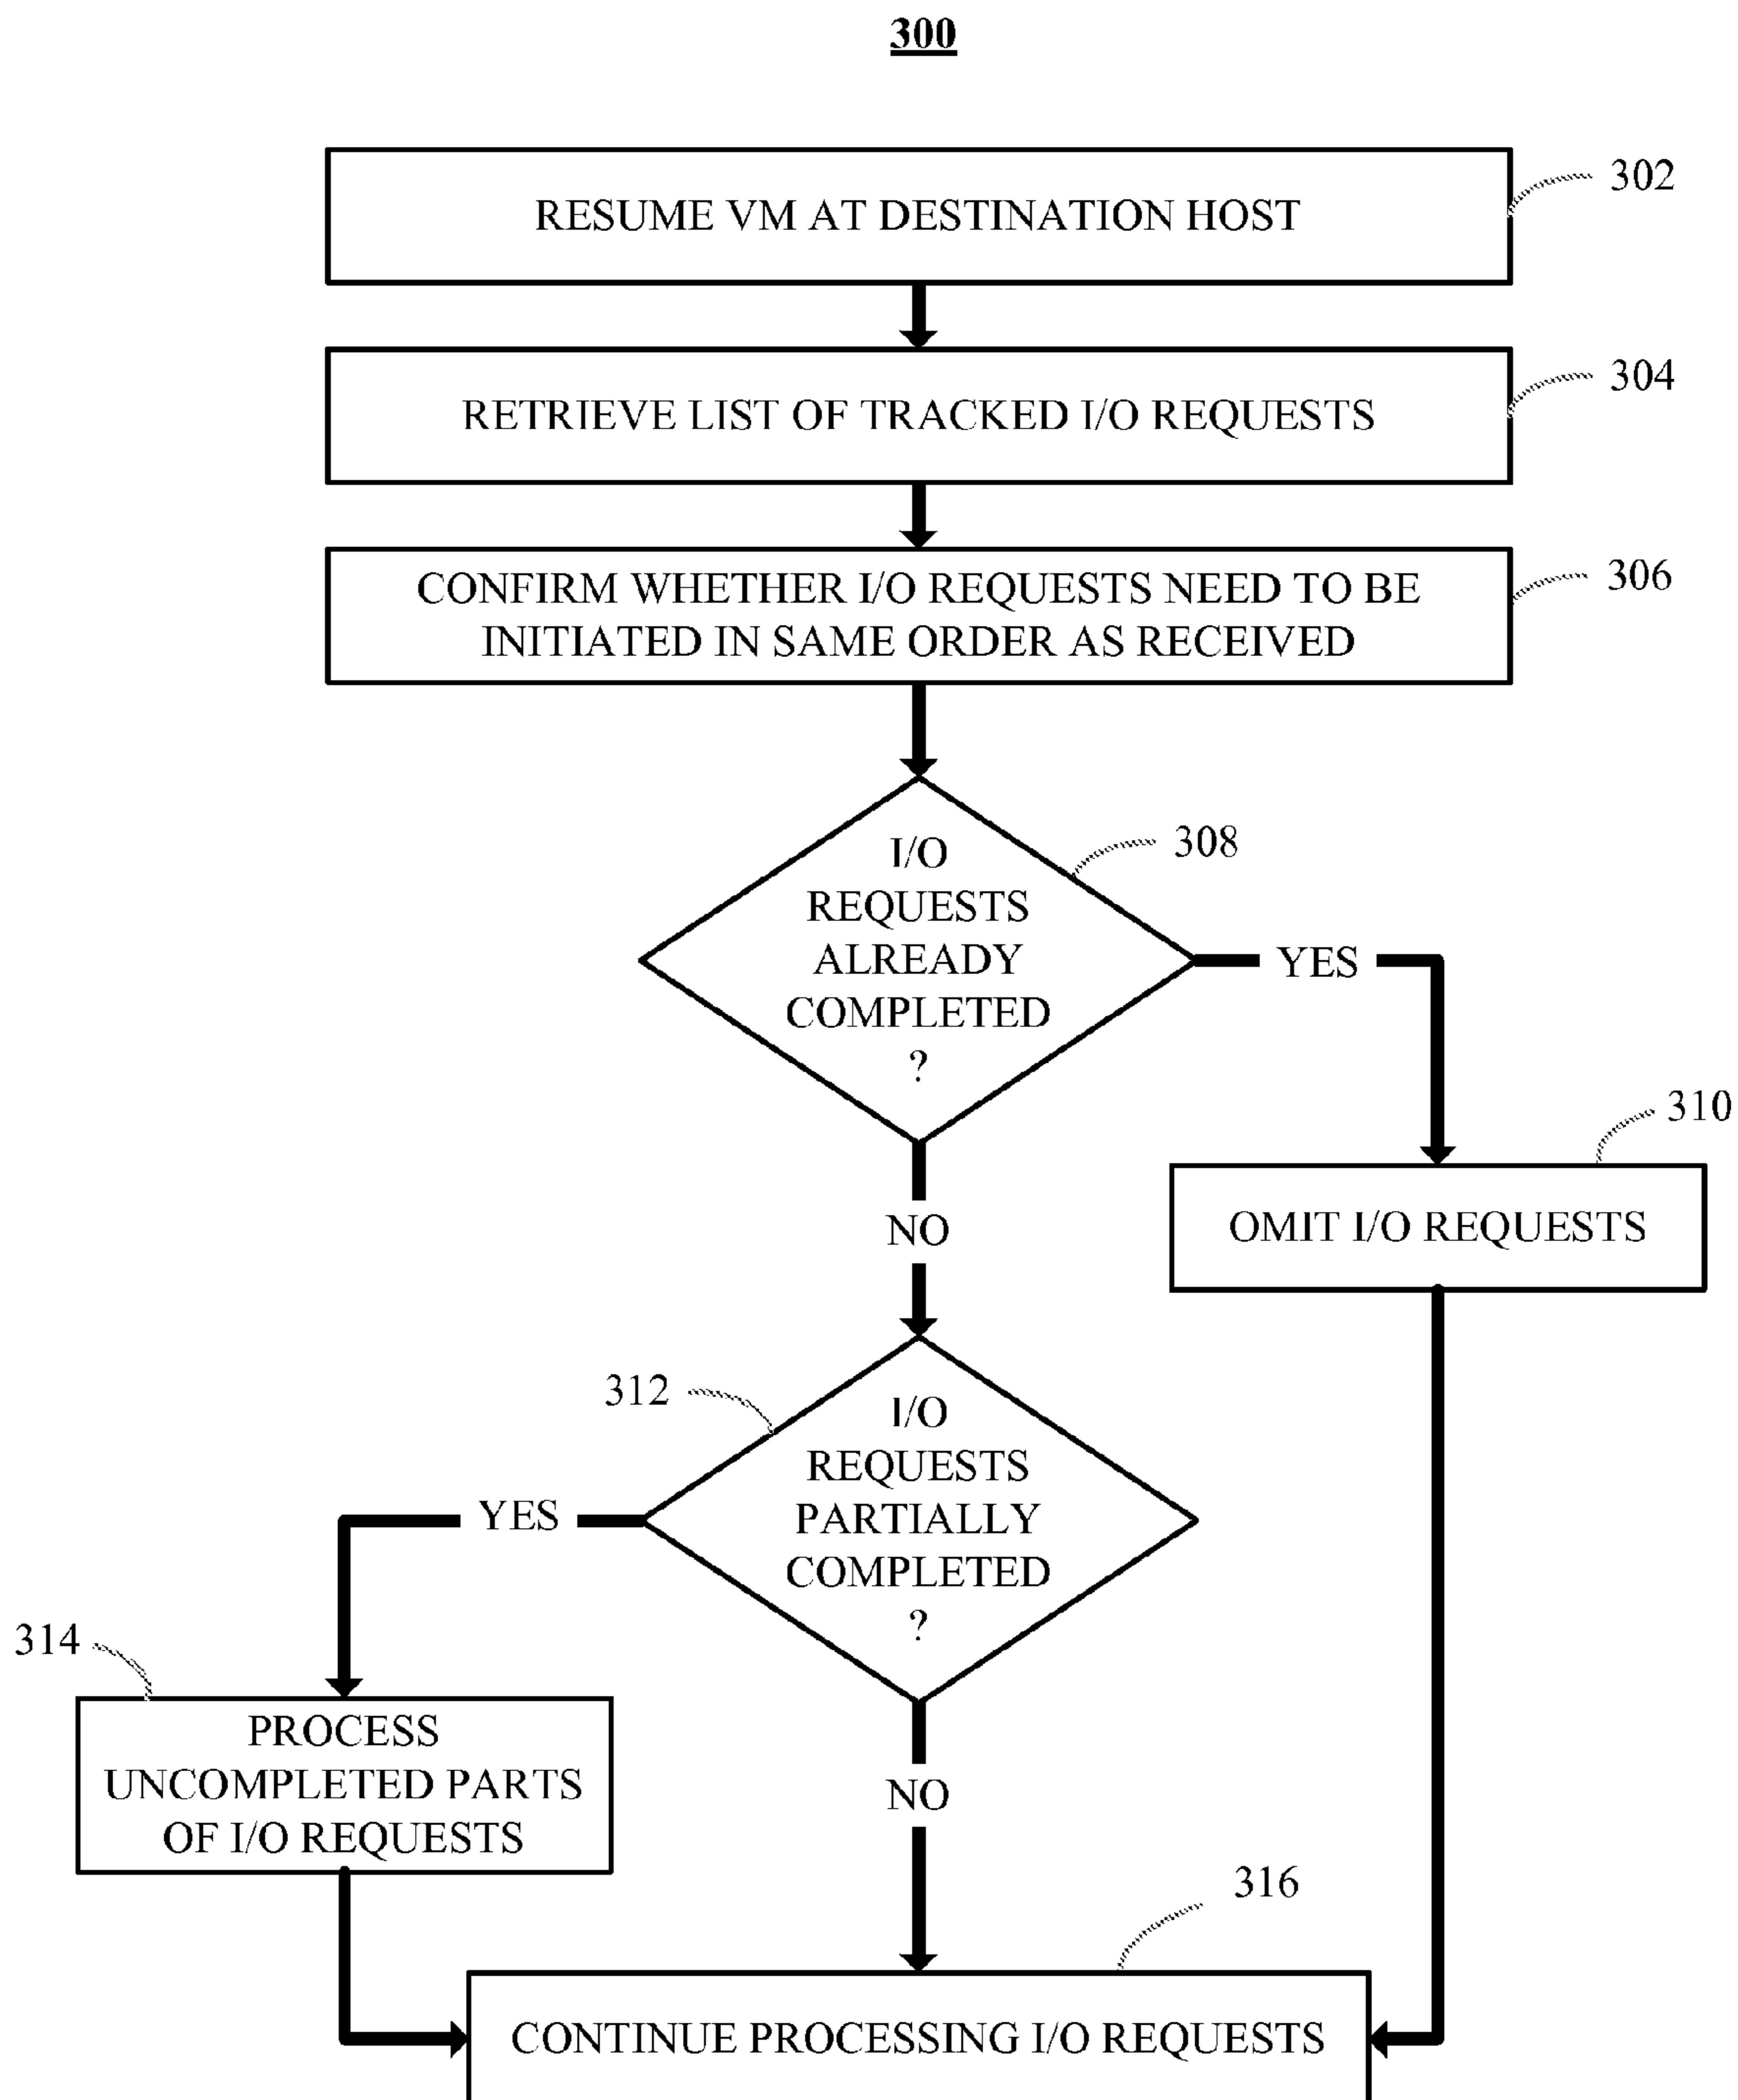 300
RESUME VM AT DESTINATION HOST
302
RETRIEVE LIST OF TRACKED I/O REQUESTS
304
CONFIRM WHETHER I/O REQUESTS NEED TO BE
INITIATED IN SAME ORDER AS RECEIVED
306
I/O
REQUESTS
ALREADY
COMPLETED
?
308
YES
310
OMIT I/O REQUESTS
NO
312
I/O
REQUESTS
PARTIALLY
COMPLETED
?
YES
314
PROCESS
UNCOMPLETED PARTS
OF I/O REQUESTS
NO
316
CONTINUE PROCESSING I/O REQUESTS